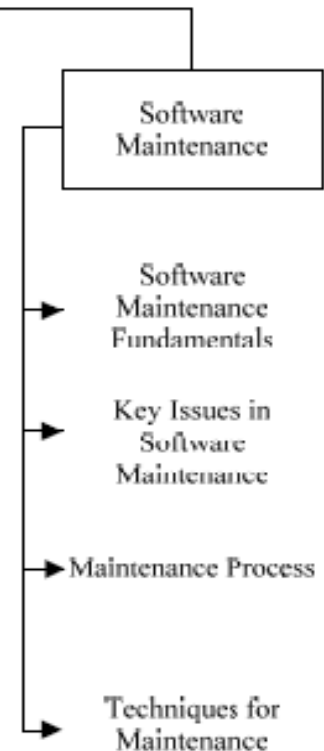 Software
Maintenance
Software
Maintenance
Fundamentals
Key Issues in
Software
Maintenance
Maintenance Process
Techniques for
Maintenance